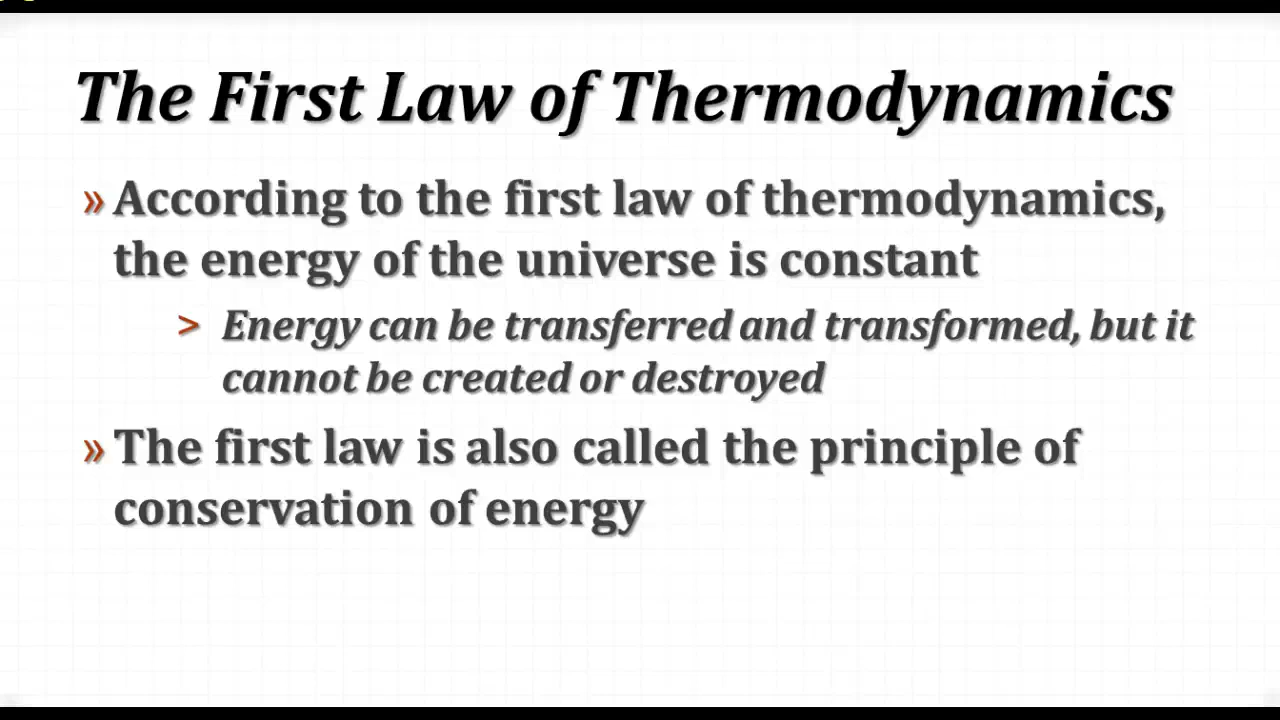 The First Law of Thermodynamics
» According to the first law of thermodynamics,
the energy of the universe is constant
> Energy can be transferred and transformed, but it
cannot be created or destroyed
» The first law is also called the principle of
conservation of energy